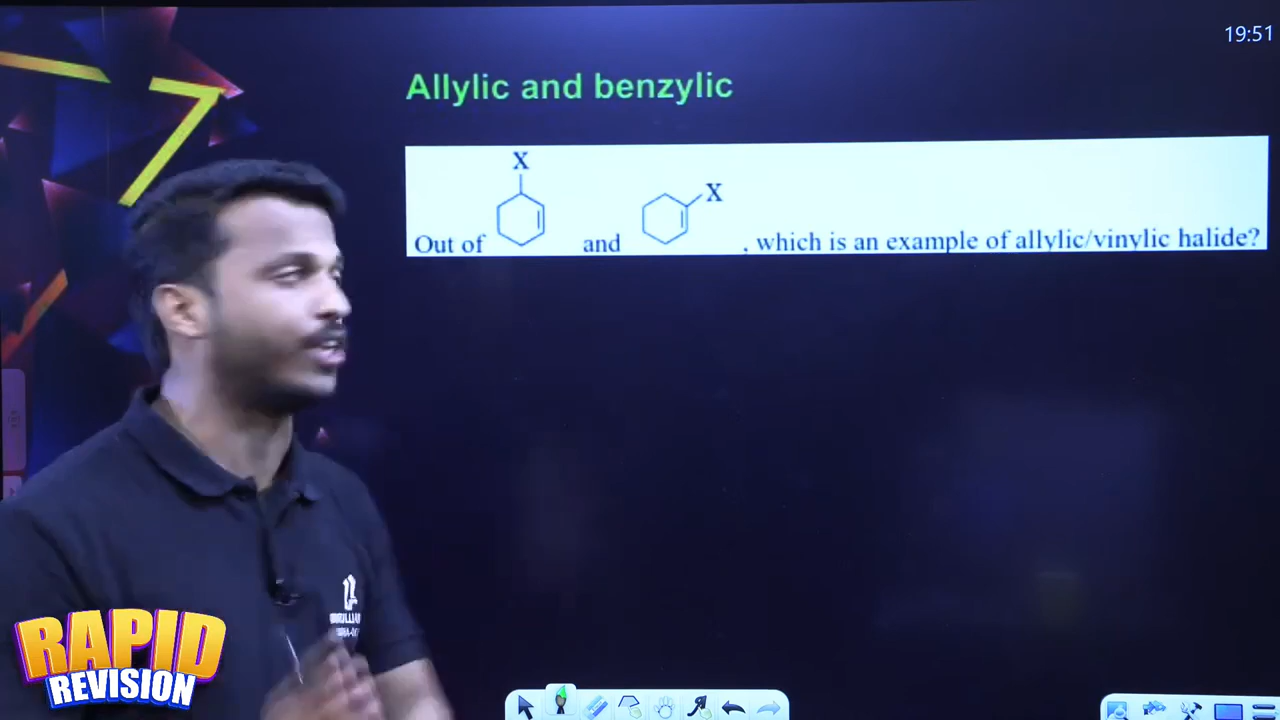 19:51
Allylic and benzylic
X
X
Out of and , which is an example of allylic/vinylic halide?
RAPID
REVISION